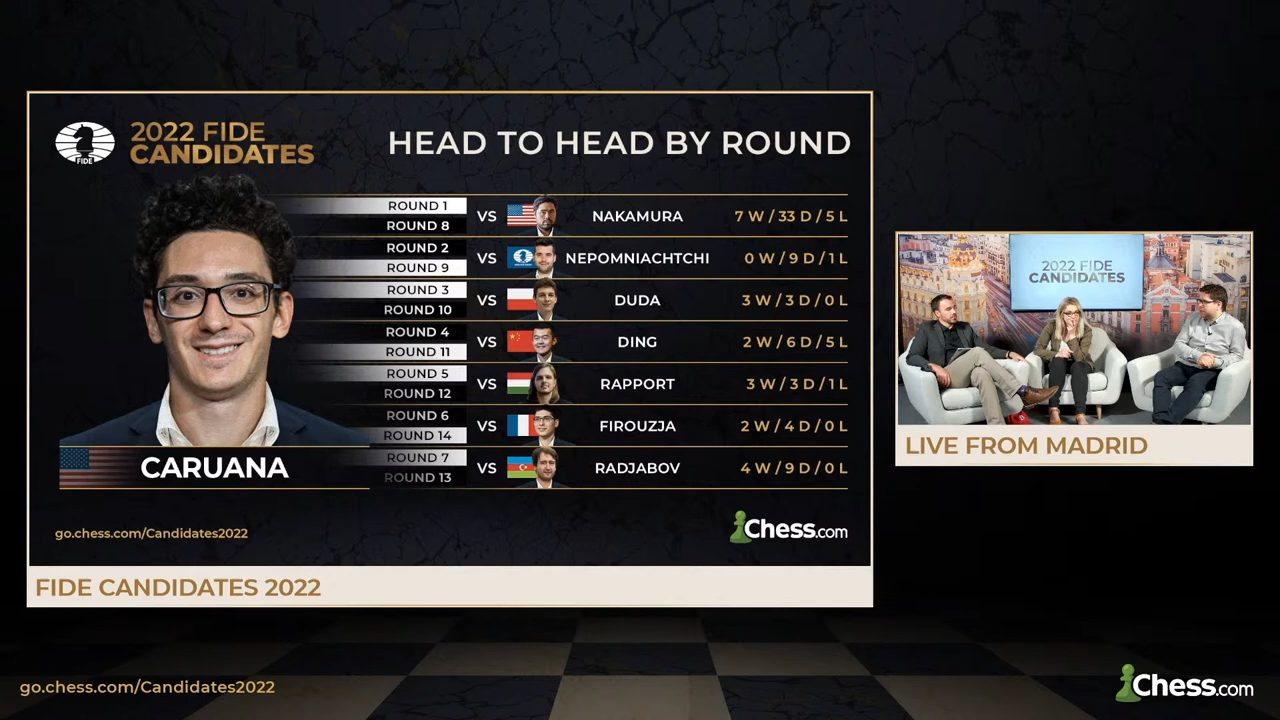 2022 FIDE
CANDIDATES
FIDE
HEAD TO HEAD BY ROUND
ROUND 1
ROUND 8
VS
NAKAMURA
7 W / 33 D / 5 L
ROUND 2
ROUND 9
VS
NEPOMNIACHTCHI
0 W / 9 D / 1 L
ROUND 3
ROUND 10
VS
DUDA
3 W / 3 D / 0 L
ROUND 4
ROUND 11
VS
DING
2 W / 6 D / 5 L
ROUND 5
ROUND 12
VS
RAPPORT
3 W / 3 D / 1 L
ROUND 6
ROUND 14
VS
FIROUZJA
2 W / 4 D / 0 L
ROUND 7
ROUND 13
VS
RADJABOV
4 W / 9 D / 0 L
CARUANA
go.chess.com/Candidates2022
Chess.com
FIDE CANDIDATES 2022
2022 FIDE
CANDIDATES
LIVE FROM MADRID
go.chess.com/Candidates2022
Chess.com